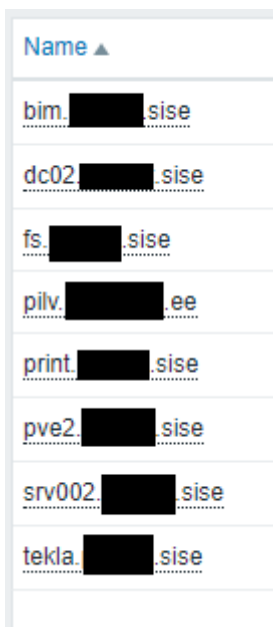 Name ▲
bim. .sise
dc02. .sise
fs. .sise
pilv. .ee
print. .sise
pve2. .sise
srv002. .sise
tekla. .sise